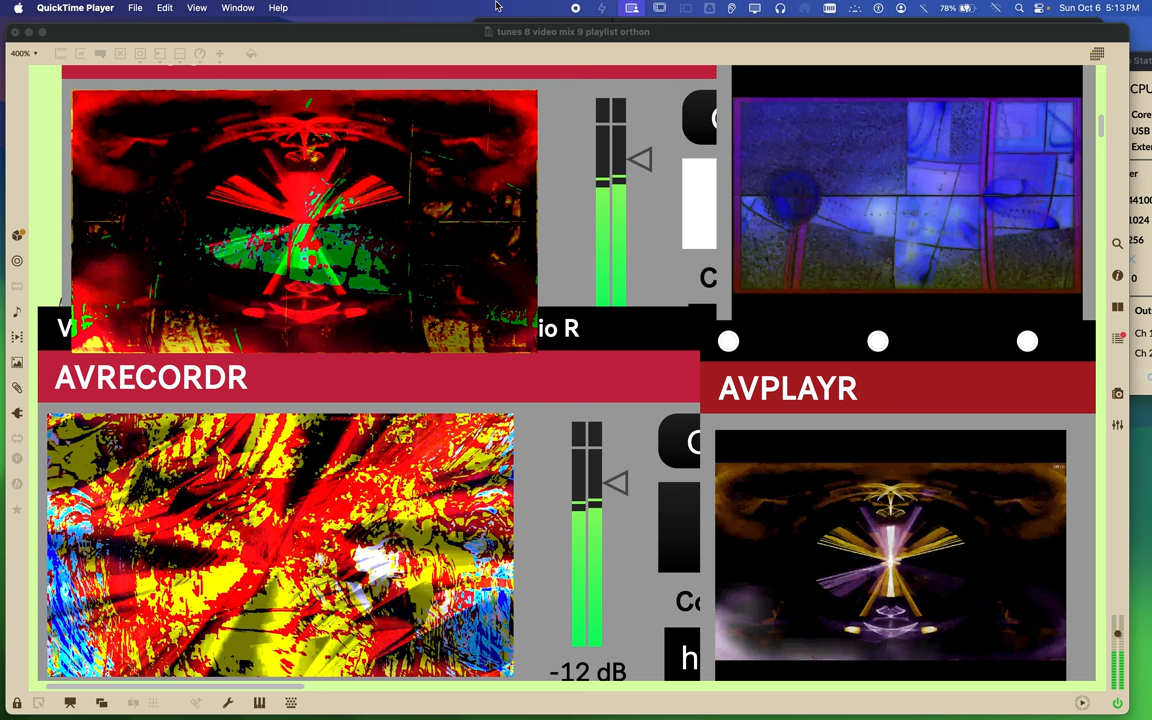 QuickTime Player File Edit View Window Help 78% Sun Oct 6 5:13 PM
tunes 8 video mix 9 playlist orthon
400%
Stat
CPU
Core
USB
Exter
er
44100
1024
256
0
Out
Ch 1
Ch 2
C
C
V io R
AVRECORDR
AVPLAYR
C
Co
h
-12 dB